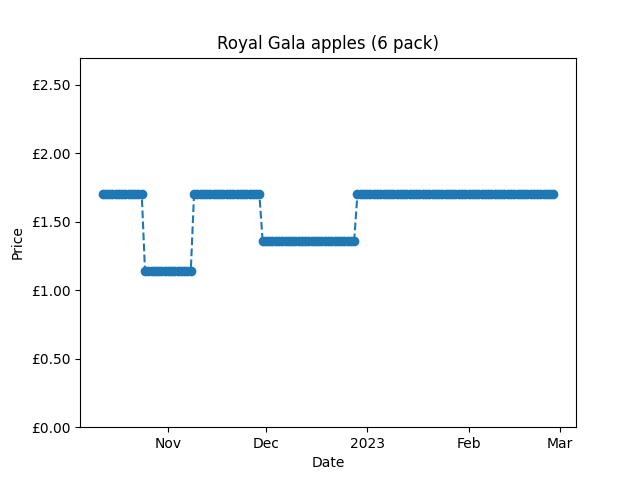 Royal Gala apples (6 pack)
£2.50
£2.00
£1.50
£1.00
£0.50
£0.00
Price
Nov Dec 2023 Feb Mar
Date